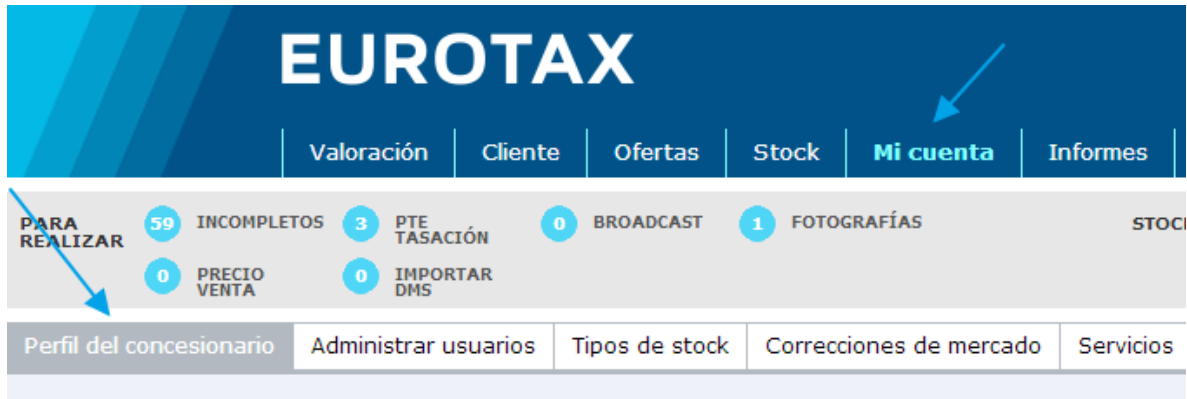 EUROTAX
Valoración Cliente Ofertas Stock Mi cuenta Informes
PARA REALIZAR
59 INCOMPLETOS
3 PTE TASACIÓN
0 BROADCAST
1 FOTOGRAFÍAS
0 PRECIO VENTA
0 IMPORTAR DMS
Perfil del concesionario Administrar usuarios Tipos de stock Correcciones de mercado Servicios